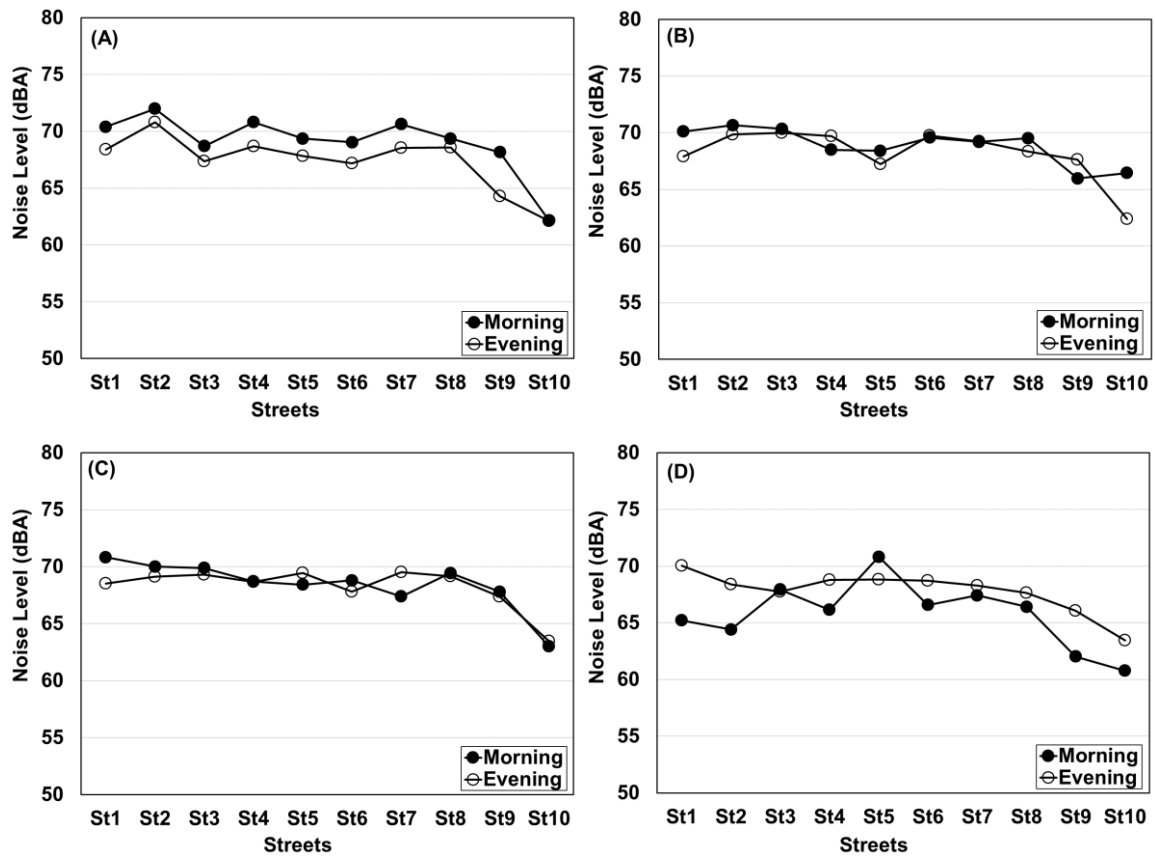 (A)
Noise Level (dBA)
80
75
70
65
60
55
50
Morning
Evening
St1 St2 St3 St4 St5 St6 St7 St8 St9 St10
Streets
(B)
Noise Level (dBA)
80
75
70
65
60
55
50
Morning
Evening
St1 St2 St3 St4 St5 St6 St7 St8 St9 St10
Streets
(C)
Noise Level (dBA)
80
75
70
65
60
55
50
Morning
Evening
St1 St2 St3 St4 St5 St6 St7 St8 St9 St10
Streets
(D)
Noise Level (dBA)
80
75
70
65
60
55
50
Morning
Evening
St1 St2 St3 St4 St5 St6 St7 St8 St9 St10
Streets